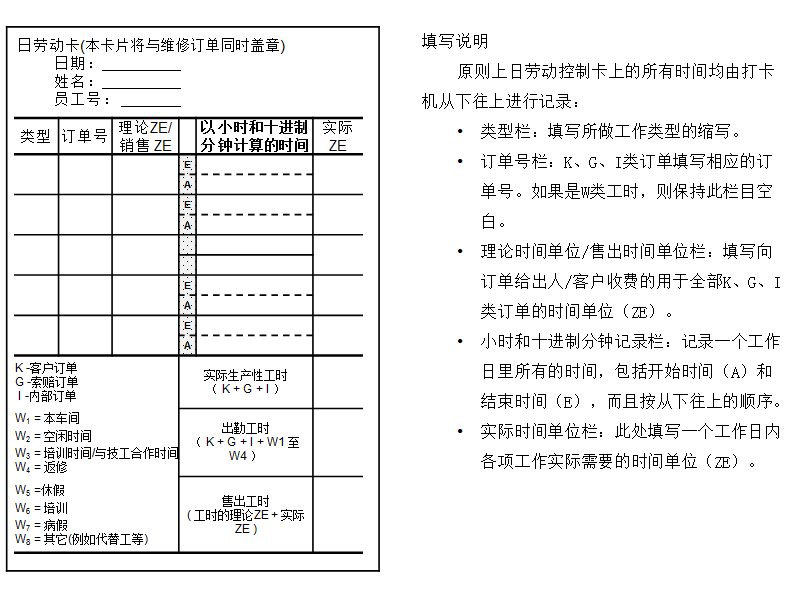 日劳动卡(本卡片将与维修订单同时盖章)
日期：__________
姓名：__________
员工号： ________
类型 订单号 理论ZE/ 以小时和十进制 实际
销售 ZE 分钟计算的时间 ZE
E
A
E
A
E
A
E
A
K -客户订单
G -索赔订单
I -内部订单
W1 = 本车间
W2 = 空闲时间
W3 = 培训时间/与技工合作时间
W4 = 返修
W5 =休假
W6 = 培训
W7 = 病假
W8 = 其它(例如代替工等）
实际生产性工时
（ K + G + I ）
出勤工时
（ K + G + I + W1 至
W4 ）
售出工时
（ 工时的理论ZE + 实际
ZE ）
填写说明
原则上日劳动控制卡上的所有时间均由打卡
机从下往上进行记录：
• 类型栏：填写所做工作类型的缩写。
• 订单号栏：K、G、I类订单填写相应的订
单号。如果是W类工时，则保持此栏目空
白。
• 理论时间单位/售出时间单位栏：填写向
订单给出人/客户收费的用于全部K、G、I
类订单的时间单位（ZE）。
• 小时和十进制分钟记录栏：记录一个工作
日里所有的时间，包括开始时间（A）和
结束时间（E），而且按从下往上的顺序。
• 实际时间单位栏：此处填写一个工作日内
各项工作实际需要的时间单位（ZE）。